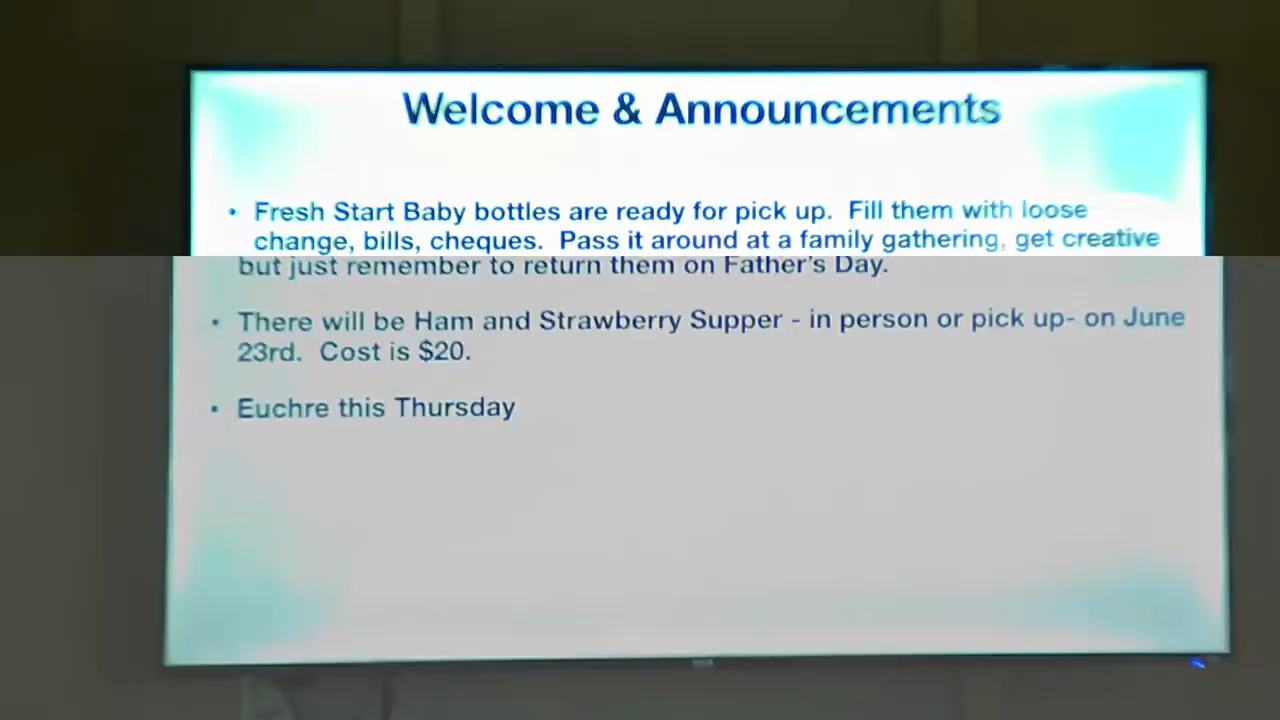 Welcome & Announcements
• Fresh Start Baby bottles are ready for pick up.  Fill them with loose
change, bills, cheques.  Pass it around at a family gathering, get creative
but just remember to return them on Father's Day.
• There will be Ham and Strawberry Supper - in person or pick up- on June
23rd.  Cost is $20.
• Euchre this Thursday